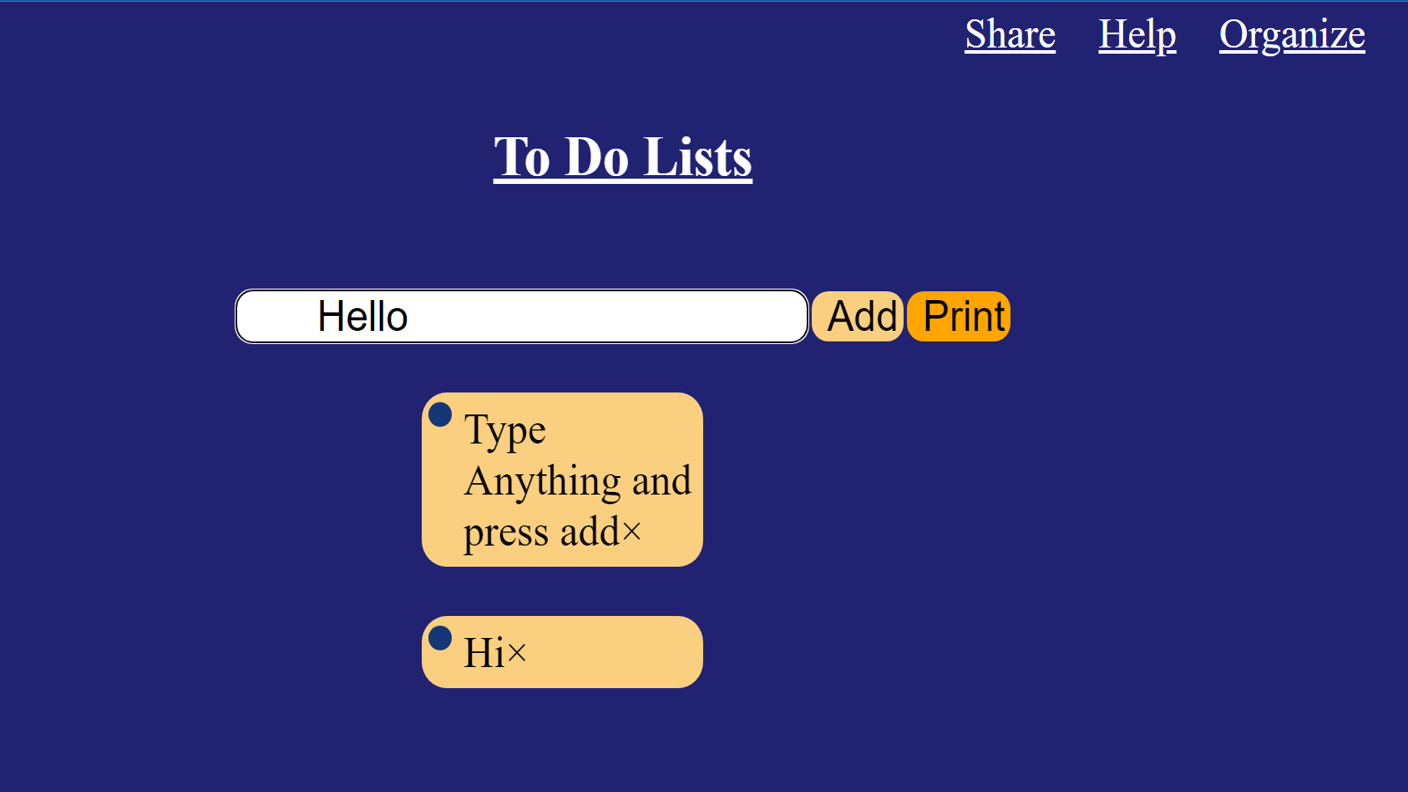 Share Help Organize
To Do Lists
Hello Add Print
Type
Anything and
press add×
Hi×